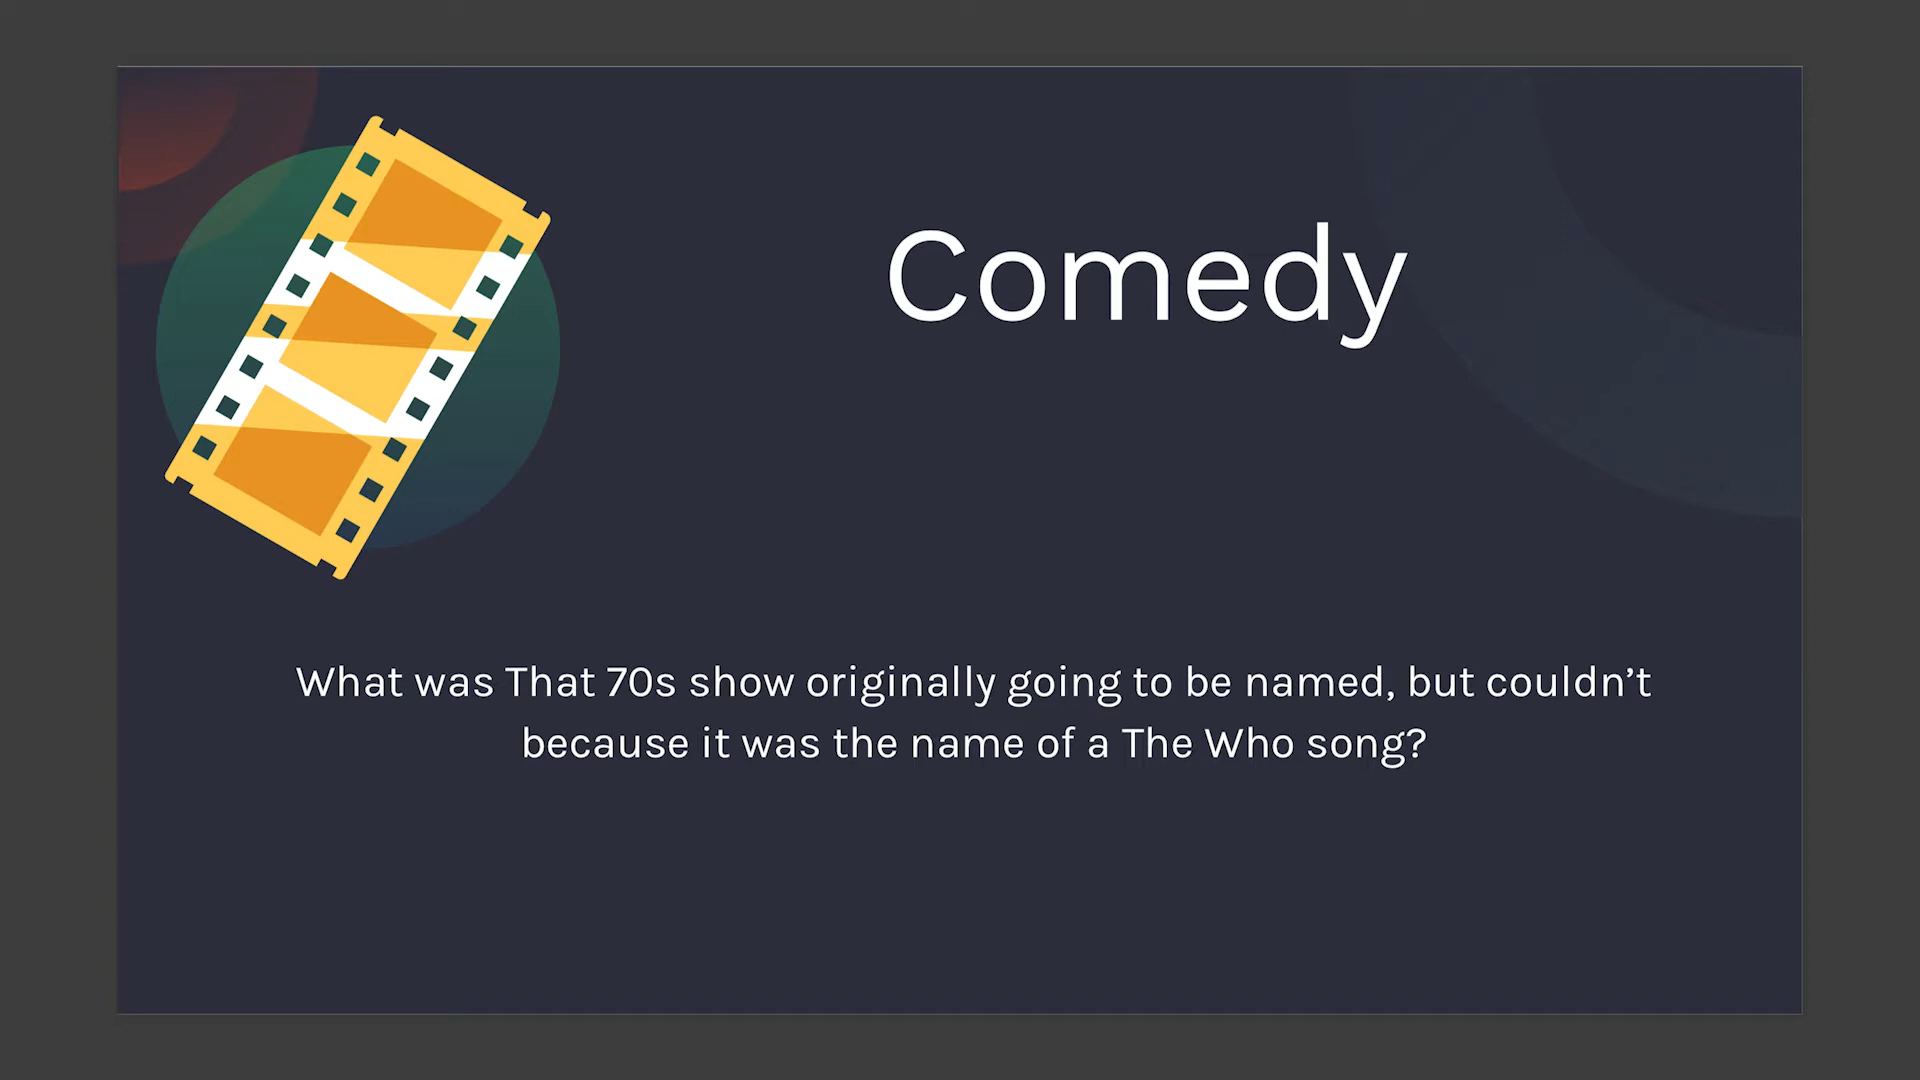 Comedy
What was That 70s show originally going to be named, but couldn’t
because it was the name of a The Who song?